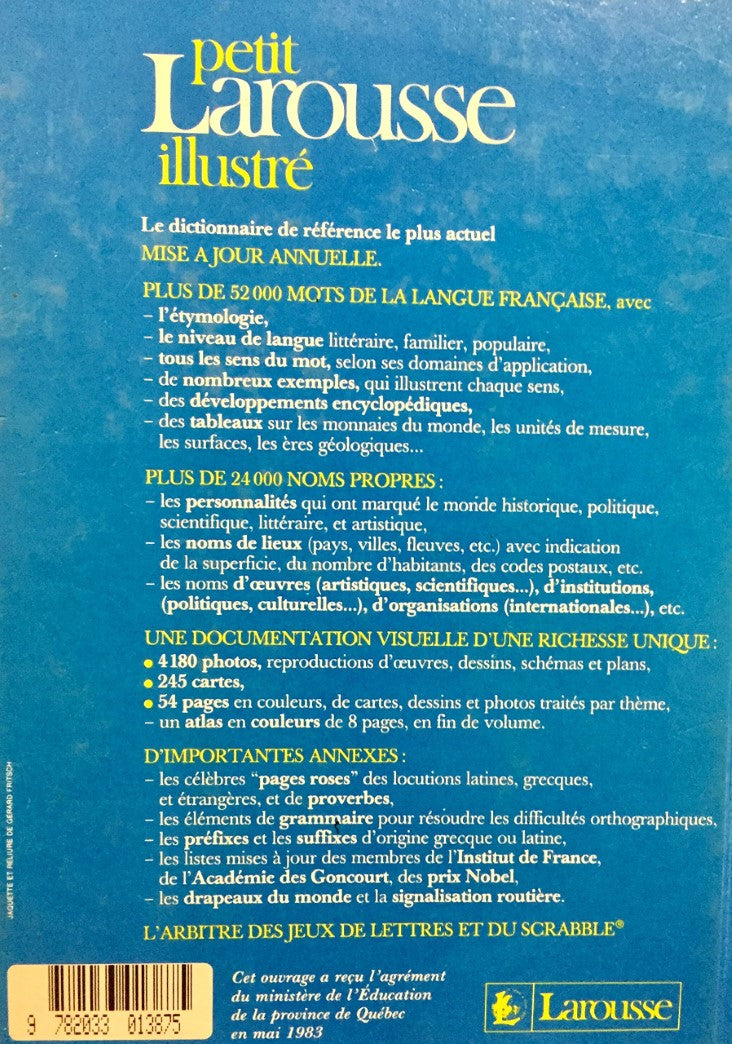 petit
Larousse
illustré
Le dictionnaire de référence le plus actuel
MISE A JOUR ANNUELLE.
PLUS DE 52 000 MOTS DE LA LANGUE FRANÇAISE, avec
– l'étymologie,
– le niveau de langue littéraire, familier, populaire,
– tous les sens du mot, selon ses domaines d'application,
– de nombreux exemples, qui illustrent chaque sens,
– des développements encyclopédiques,
– des tableaux sur les monnaies du monde, les unités de mesure,
les surfaces, les ères géologiques...
PLUS DE 24 000 NOMS PROPRES :
– les personnalités qui ont marqué le monde historique, politique,
scientifique, littéraire, et artistique,
– les noms de lieux (pays, villes, fleuves, etc.) avec indication
de la superficie, du nombre d'habitants, des codes postaux, etc.
– les noms d'œuvres (artistiques, scientifiques...), d'institutions,
(politiques, culturelles...), d'organisations (internationales...), etc.
UNE DOCUMENTATION VISUELLE D'UNE RICHESSE UNIQUE :
• 4 180 photos, reproductions d'œuvres, dessins, schémas et plans,
• 245 cartes,
• 54 pages en couleurs, de cartes, dessins et photos traités par thème,
– un atlas en couleurs de 8 pages, en fin de volume.
D'IMPORTANTES ANNEXES :
– les célèbres “pages roses” des locutions latines, grecques,
et étrangères, et de proverbes,
– les éléments de grammaire pour résoudre les difficultés orthographiques,
– les préfixes et les suffixes d'origine grecque ou latine,
– les listes mises à jour des membres de l'Institut de France,
de l'Académie des Goncourt, des prix Nobel,
– les drapeaux du monde et la signalisation routière.
L'ARBITRE DES JEUX DE LETTRES ET DU SCRABBLE®
JAQUETTE ET RELIURE DE GÉRARD FRITSCH
9 782033 013875
Cet ouvrage a reçu l'agrément
du ministère de l'Éducation
de la province de Québec
en mai 1983
Larousse